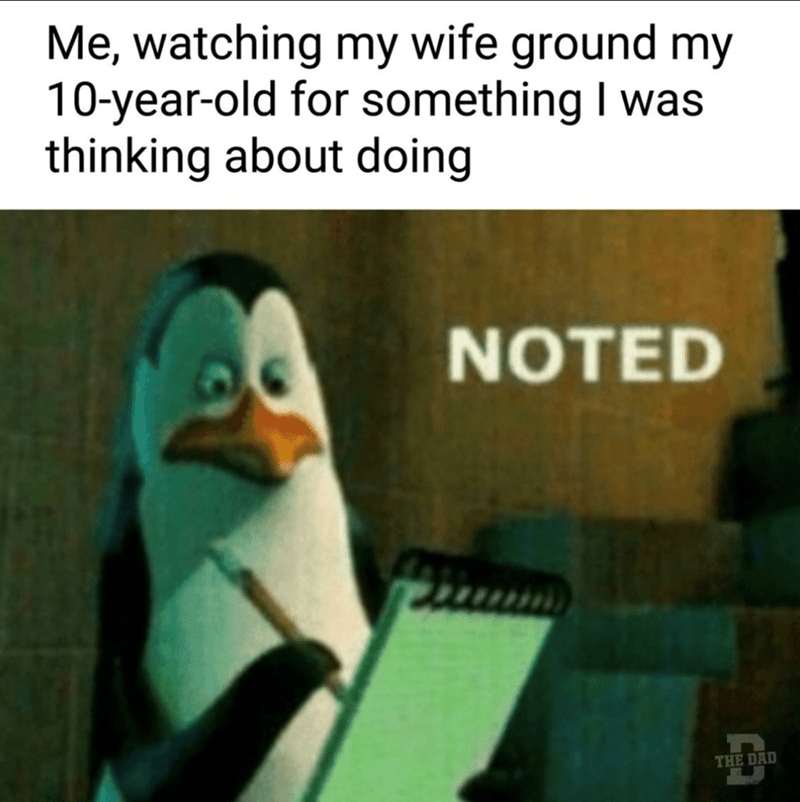 Me, watching my wife ground my
10-year-old for something I was
thinking about doing
NOTED
THE DAD